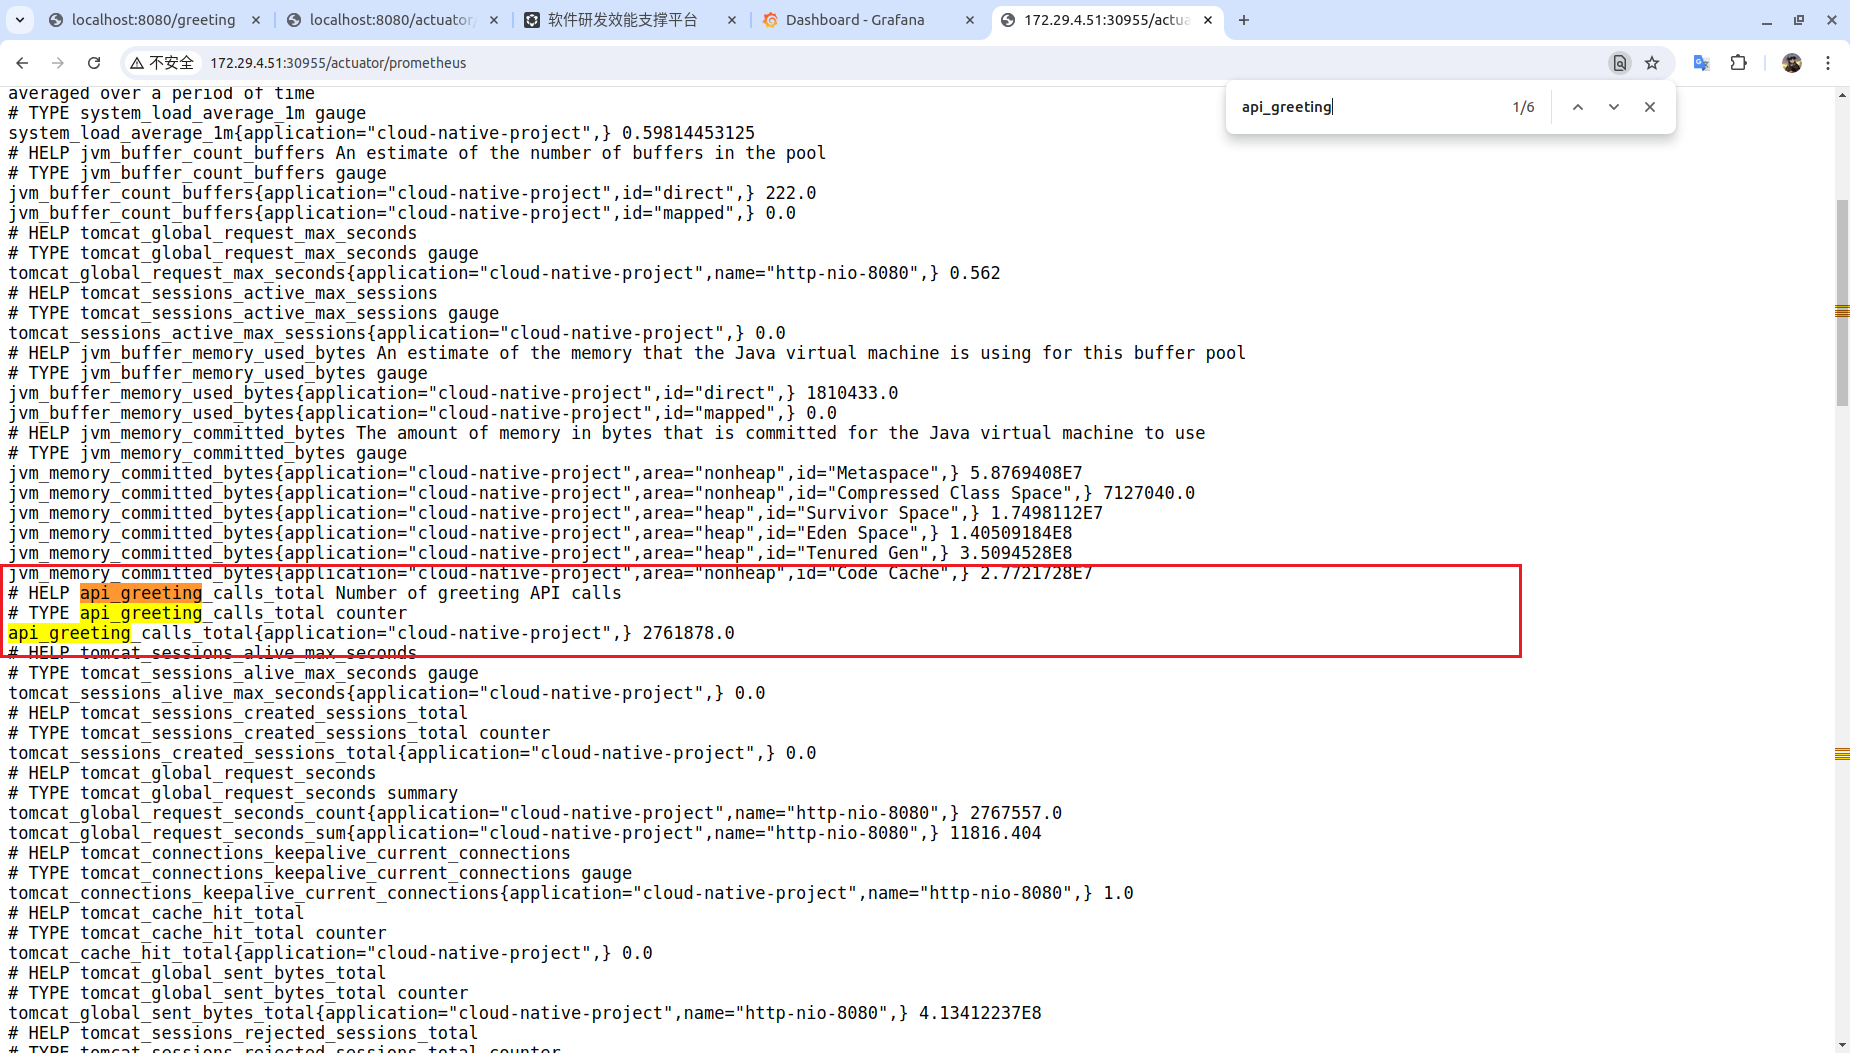 localhost:8080/greeting
localhost:8080/actuator/
软件研发效能支撑平台
Dashboard - Grafana
172.29.4.51:30955/actua
不安全
172.29.4.51:30955/actuator/prometheus
api_greeting
1/6
averaged over a period of time
# TYPE system_load_average_1m gauge
system_load_average_1m{application="cloud-native-project",} 0.59814453125
# HELP jvm_buffer_count_buffers An estimate of the number of buffers in the pool
# TYPE jvm_buffer_count_buffers gauge
jvm_buffer_count_buffers{application="cloud-native-project",id="direct",} 222.0
jvm_buffer_count_buffers{application="cloud-native-project",id="mapped",} 0.0
# HELP tomcat_global_request_max_seconds
# TYPE tomcat_global_request_max_seconds gauge
tomcat_global_request_max_seconds{application="cloud-native-project",name="http-nio-8080",} 0.562
# HELP tomcat_sessions_active_max_sessions
# TYPE tomcat_sessions_active_max_sessions gauge
tomcat_sessions_active_max_sessions{application="cloud-native-project",} 0.0
# HELP jvm_buffer_memory_used_bytes An estimate of the memory that the Java virtual machine is using for this buffer pool
# TYPE jvm_buffer_memory_used_bytes gauge
jvm_buffer_memory_used_bytes{application="cloud-native-project",id="direct",} 1810433.0
jvm_buffer_memory_used_bytes{application="cloud-native-project",id="mapped",} 0.0
# HELP jvm_memory_committed_bytes The amount of memory in bytes that is committed for the Java virtual machine to use
# TYPE jvm_memory_committed_bytes gauge
jvm_memory_committed_bytes{application="cloud-native-project",area="nonheap",id="Metaspace",} 5.8769408E7
jvm_memory_committed_bytes{application="cloud-native-project",area="nonheap",id="Compressed Class Space",} 7127040.0
jvm_memory_committed_bytes{application="cloud-native-project",area="heap",id="Survivor Space",} 1.7498112E7
jvm_memory_committed_bytes{application="cloud-native-project",area="heap",id="Eden Space",} 1.40509184E8
jvm_memory_committed_bytes{application="cloud-native-project",area="heap",id="Tenured Gen",} 3.5094528E8
jvm_memory_committed_bytes{application="cloud-native-project",area="nonheap",id="Code Cache",} 2.7721728E7
# HELP api_greeting_calls_total Number of greeting API calls
# TYPE api_greeting_calls_total counter
api_greeting_calls_total{application="cloud-native-project",} 2761878.0
# HELP tomcat_sessions_alive_max_seconds
# TYPE tomcat_sessions_alive_max_seconds gauge
tomcat_sessions_alive_max_seconds{application="cloud-native-project",} 0.0
# HELP tomcat_sessions_created_sessions_total
# TYPE tomcat_sessions_created_sessions_total counter
tomcat_sessions_created_sessions_total{application="cloud-native-project",} 0.0
# HELP tomcat_global_request_seconds
# TYPE tomcat_global_request_seconds summary
tomcat_global_request_seconds_count{application="cloud-native-project",name="http-nio-8080",} 2767557.0
tomcat_global_request_seconds_sum{application="cloud-native-project",name="http-nio-8080",} 11816.404
# HELP tomcat_connections_keepalive_current_connections
# TYPE tomcat_connections_keepalive_current_connections gauge
tomcat_connections_keepalive_current_connections{application="cloud-native-project",name="http-nio-8080",} 1.0
# HELP tomcat_cache_hit_total
# TYPE tomcat_cache_hit_total counter
tomcat_cache_hit_total{application="cloud-native-project",} 0.0
# HELP tomcat_global_sent_bytes_total
# TYPE tomcat_global_sent_bytes_total counter
tomcat_global_sent_bytes_total{application="cloud-native-project",name="http-nio-8080",} 4.13412237E8
# HELP tomcat_sessions_rejected_sessions_total
# TYPE tomcat_sessions_rejected_sessions_total counter